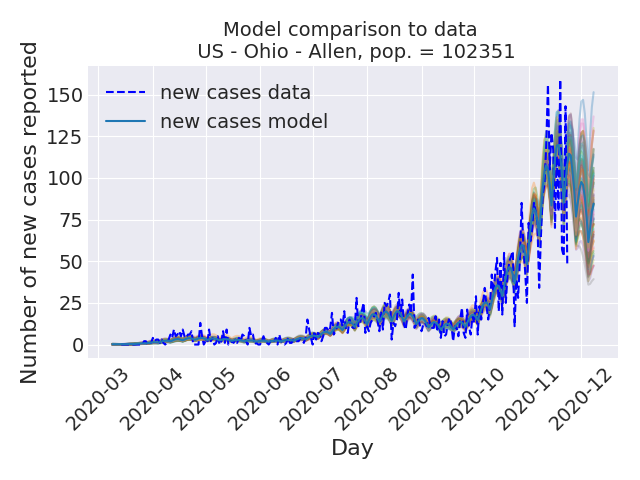 Model comparison to data
US - Ohio - Allen, pop. = 102351
Number of new cases reported
150
125
100
75
50
25
0
new cases data
new cases model
2020-03
2020-04
2020-05
2020-06
2020-07
2020-08
2020-09
2020-10
2020-11
2020-12
Day